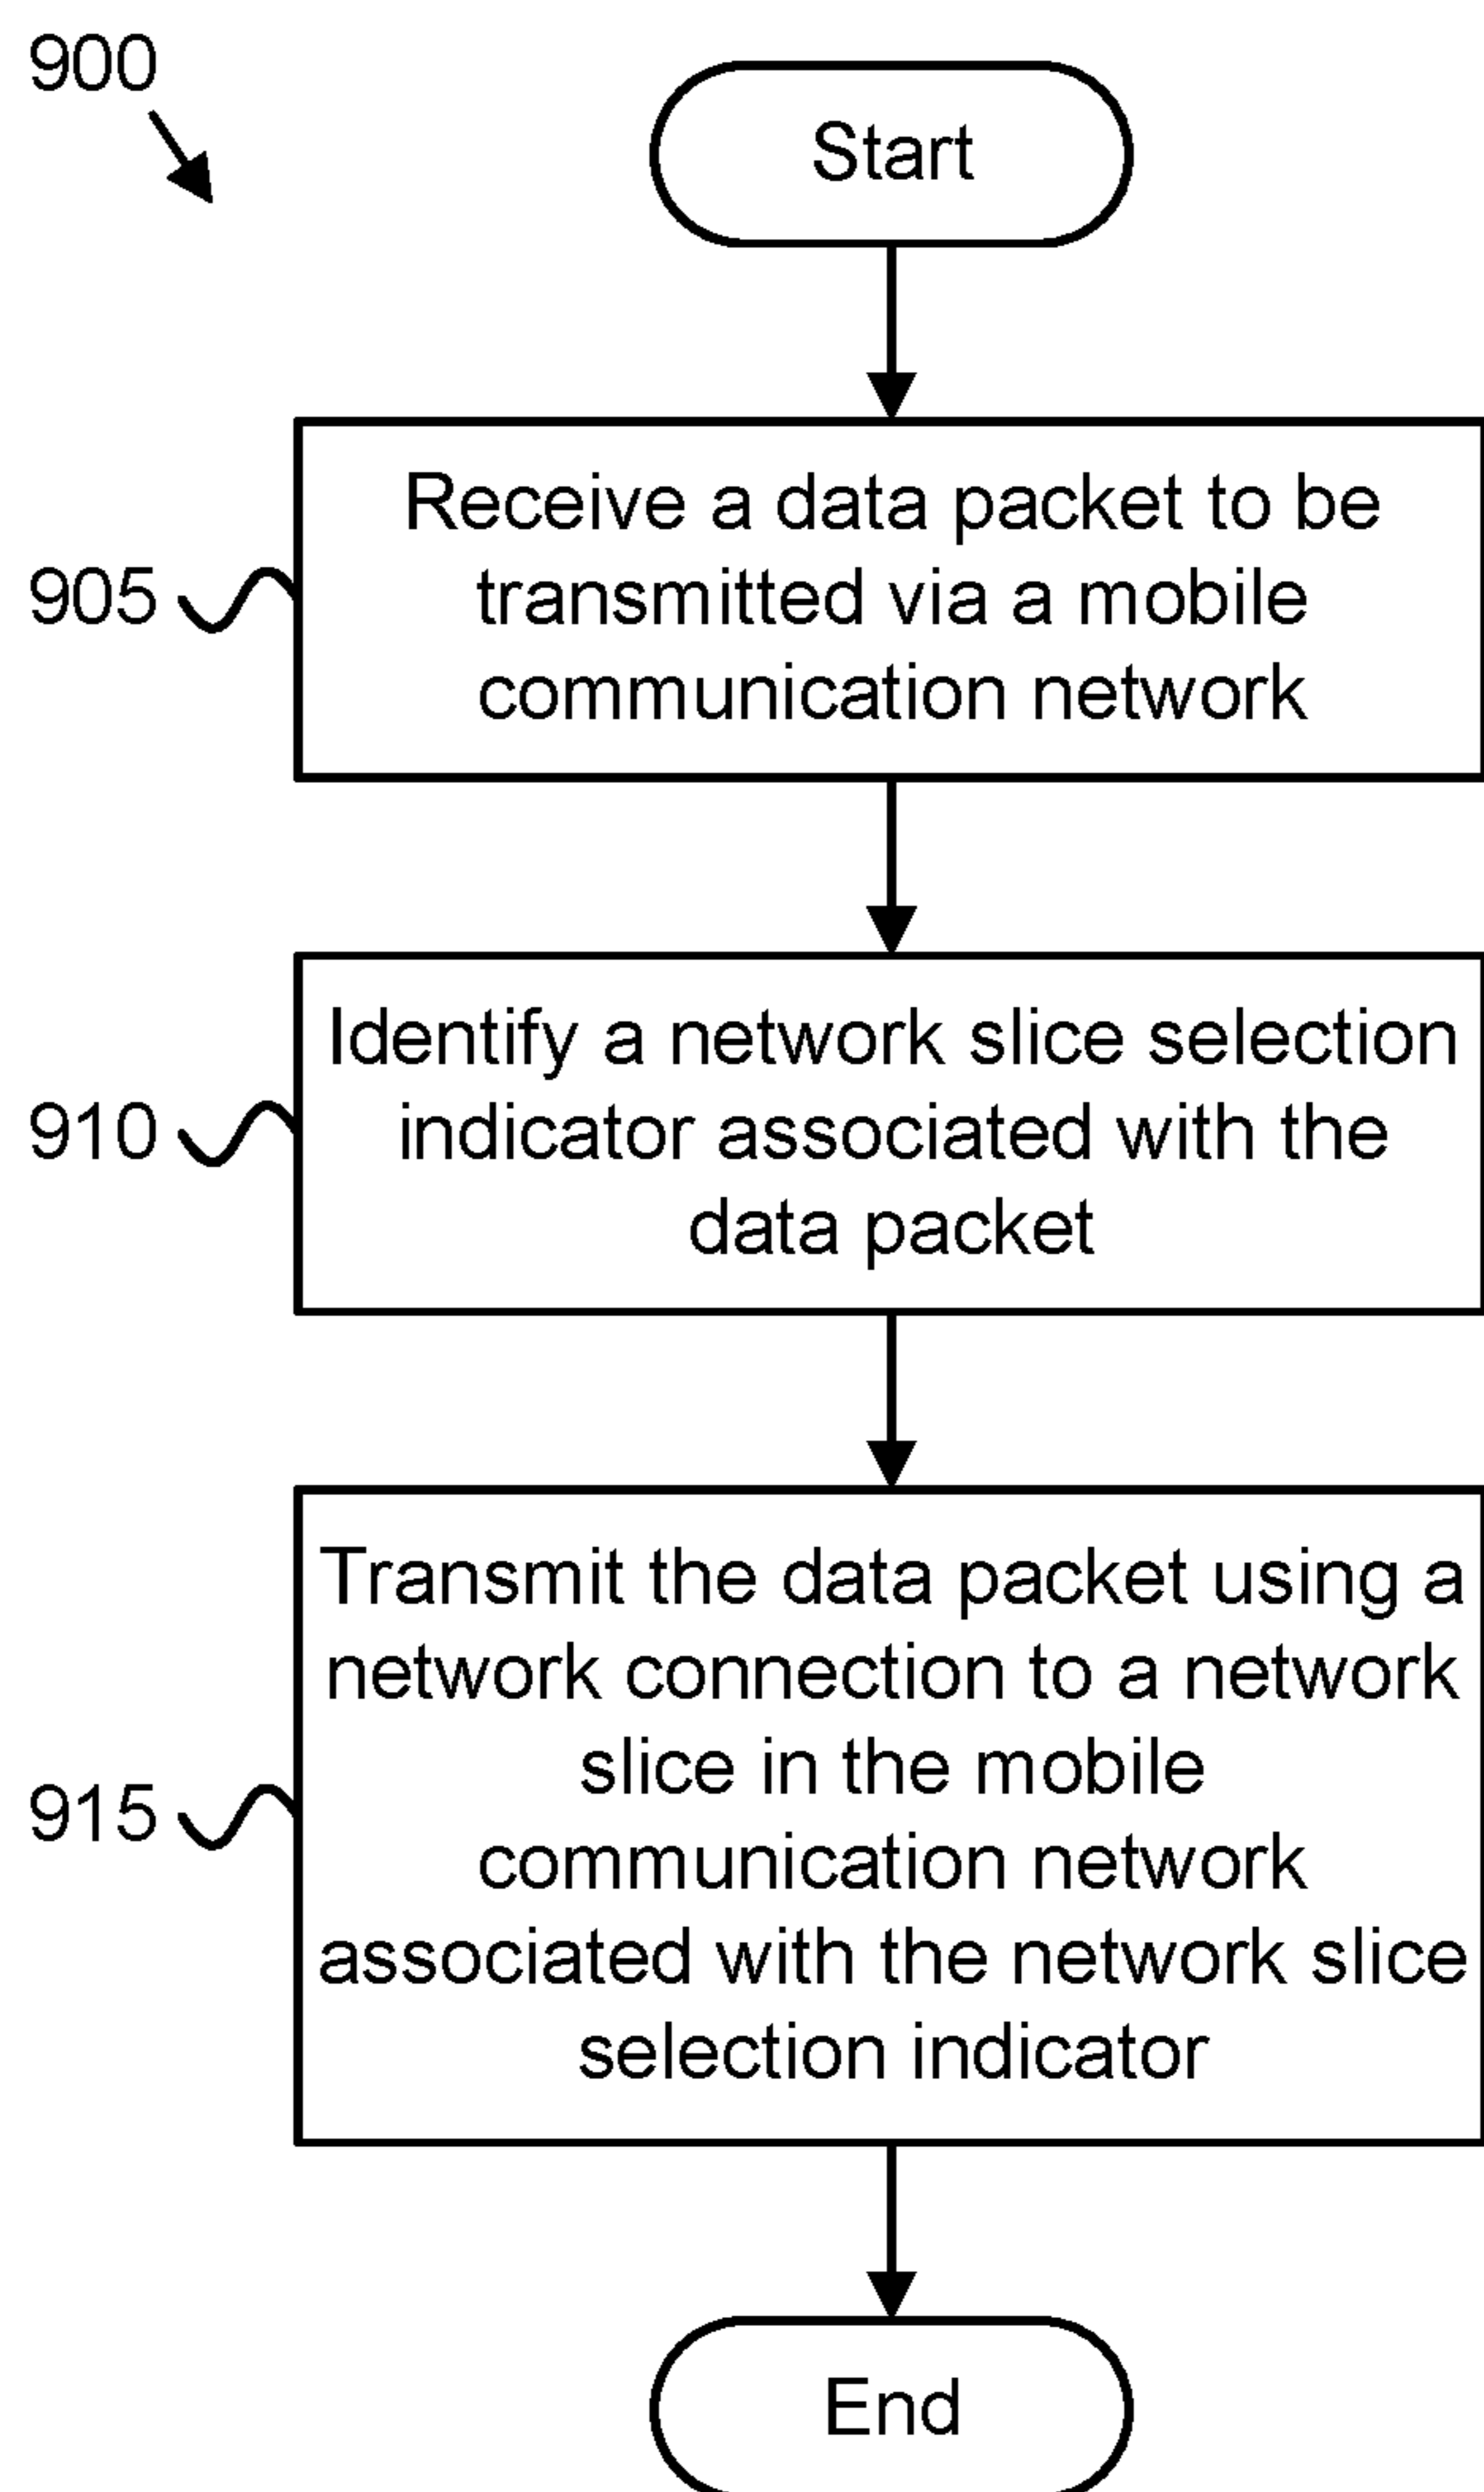 900
Start
905
Receive a data packet to be
transmitted via a mobile
communication network
910
Identify a network slice selection
indicator associated with the
data packet
915
Transmit the data packet using a
network connection to a network
slice in the mobile
communication network
associated with the network slice
selection indicator
End